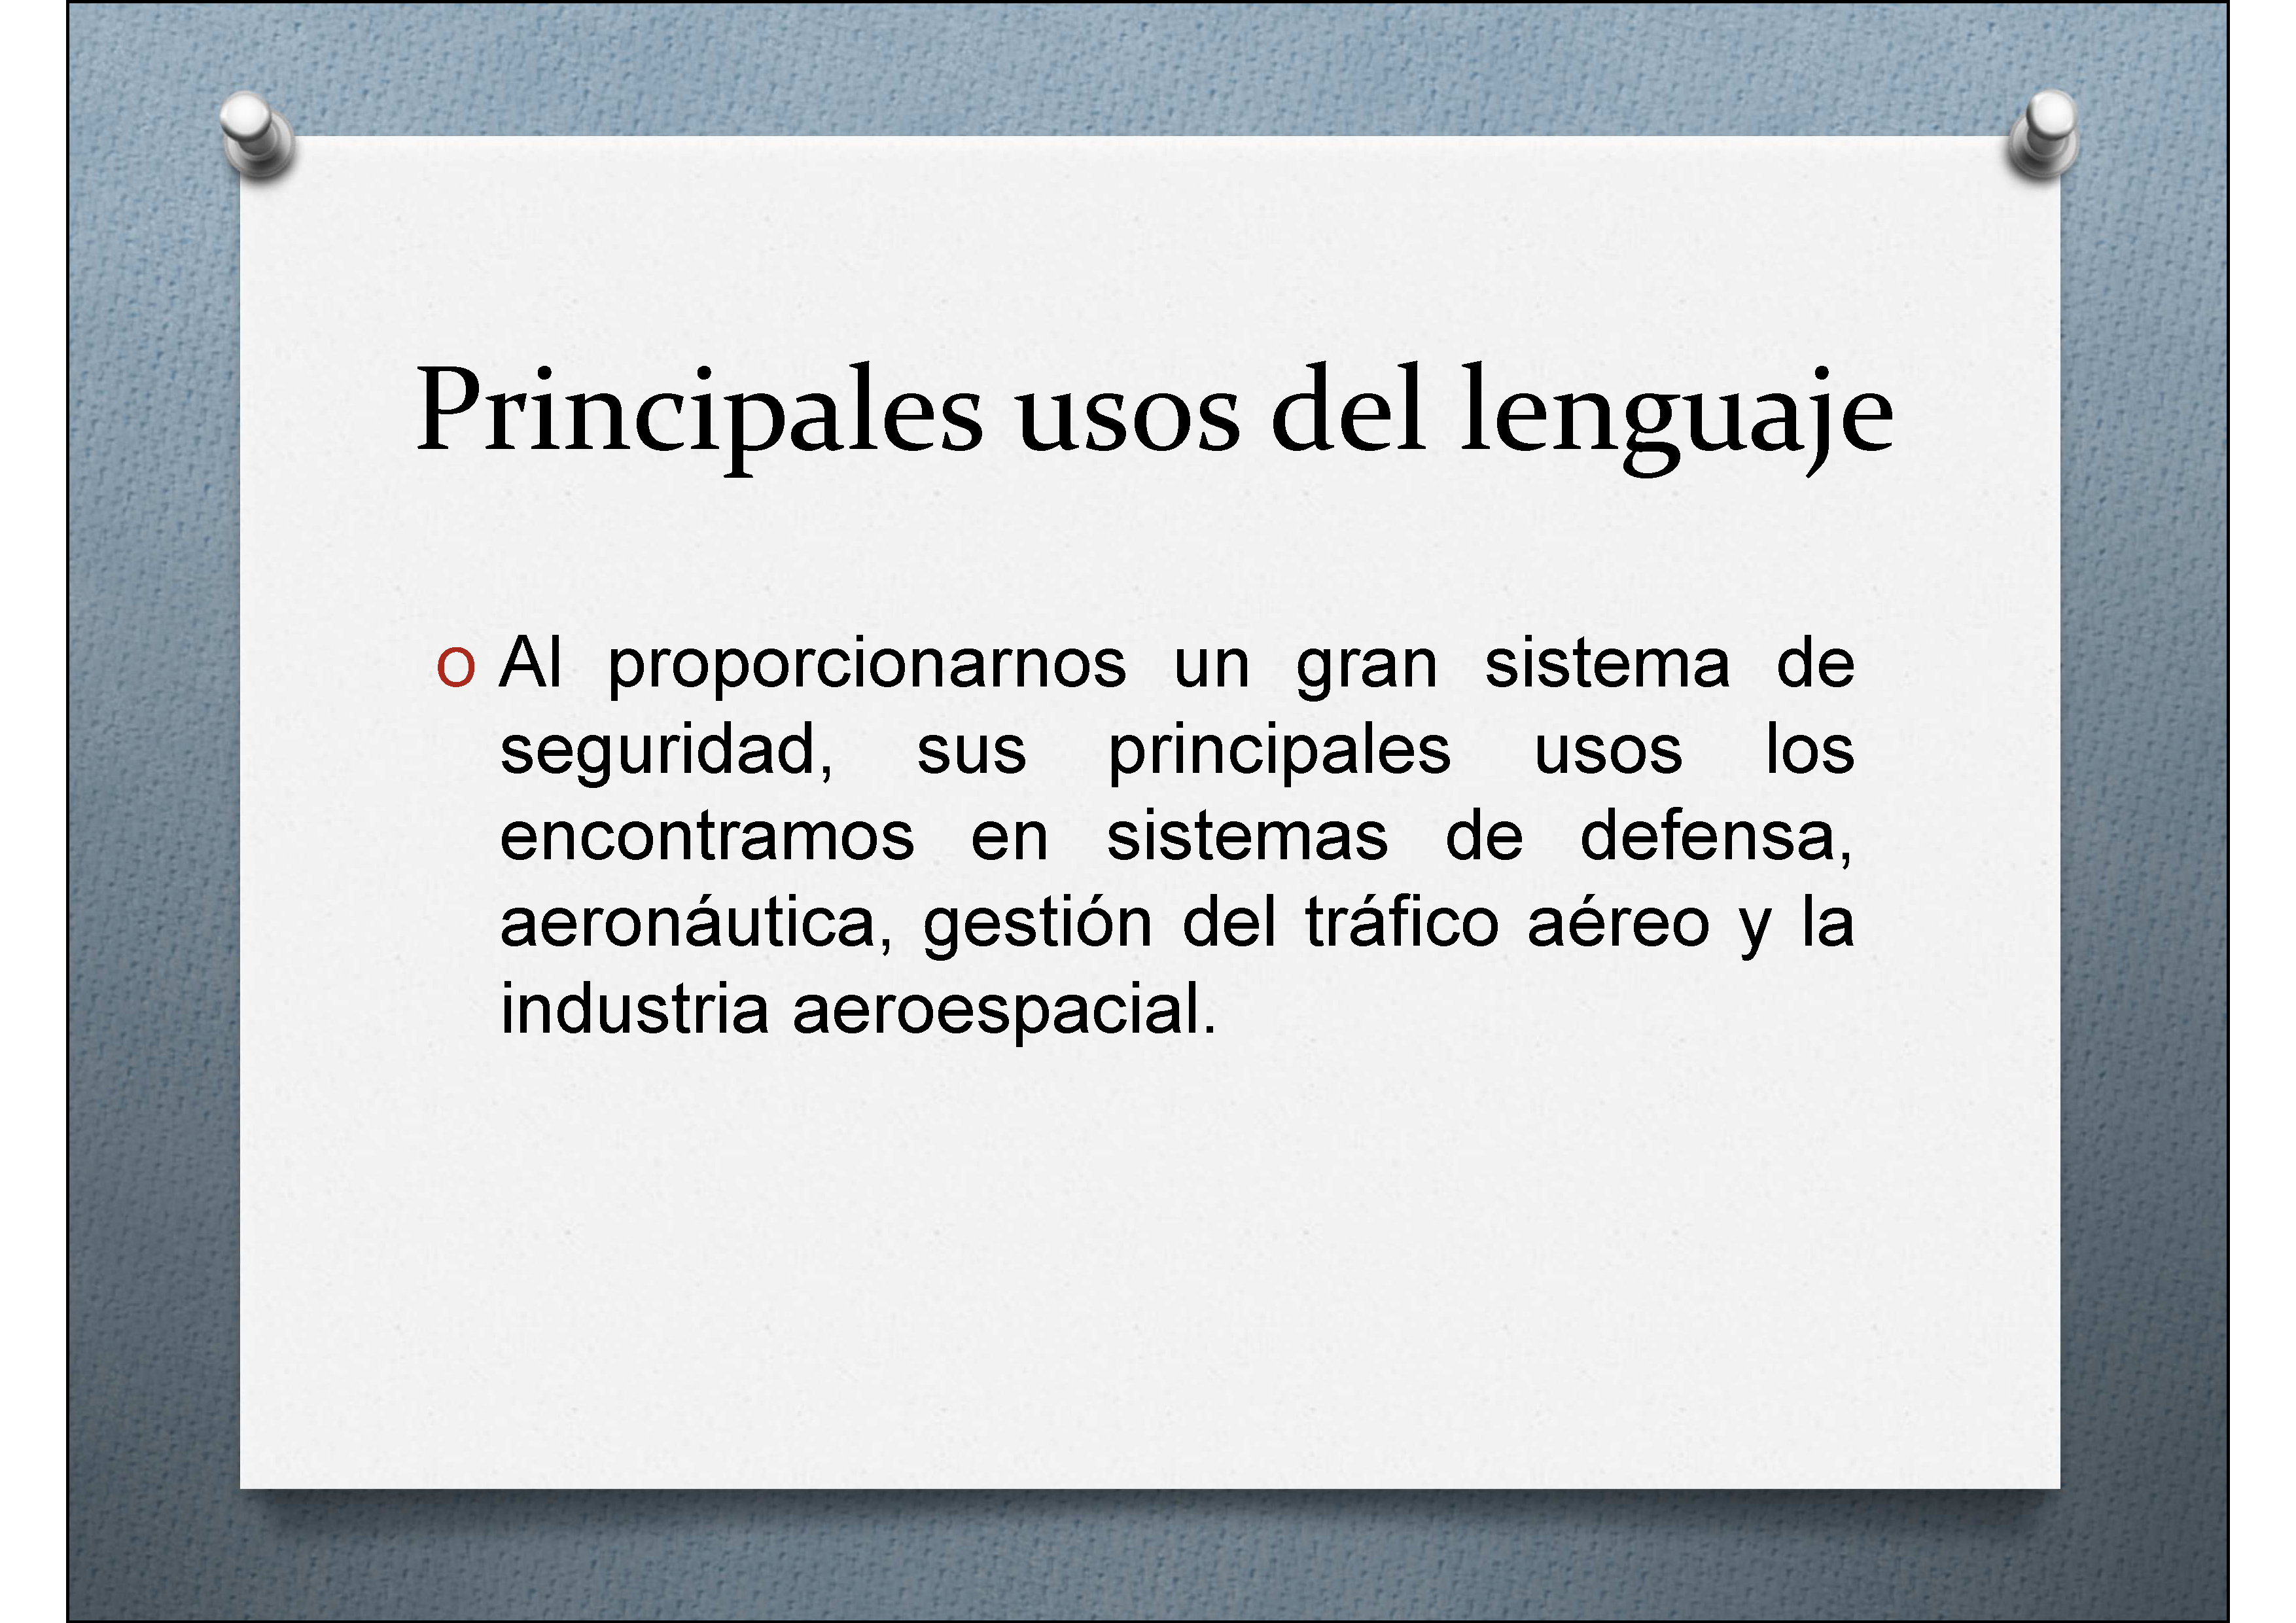 Principales usos del lenguaje
o Al proporcionarnos un gran sistema de
seguridad, sus principales usos los
encontramos en sistemas de defensa,
aeronáutica, gestión del tráfico aéreo y la
industria aeroespacial.